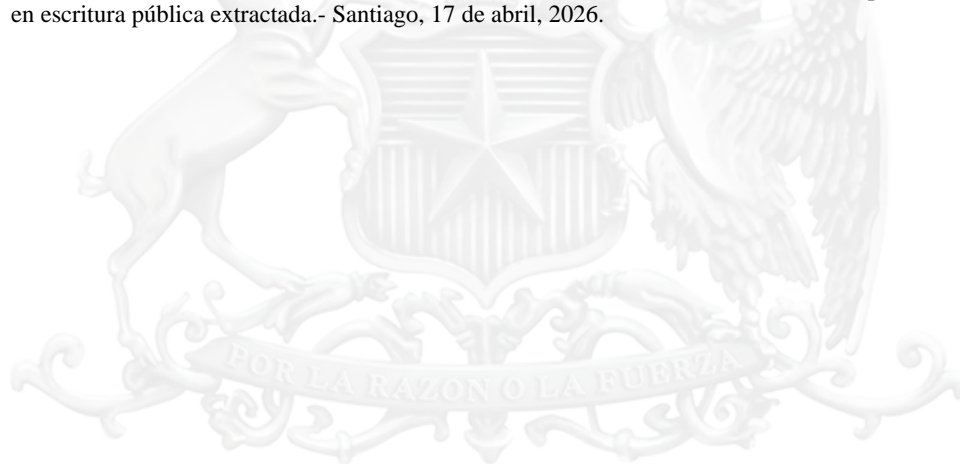 en escritura pública extractada.- Santiago, 17 de abril, 2026.
POR LA RAZON O LA FUERZA